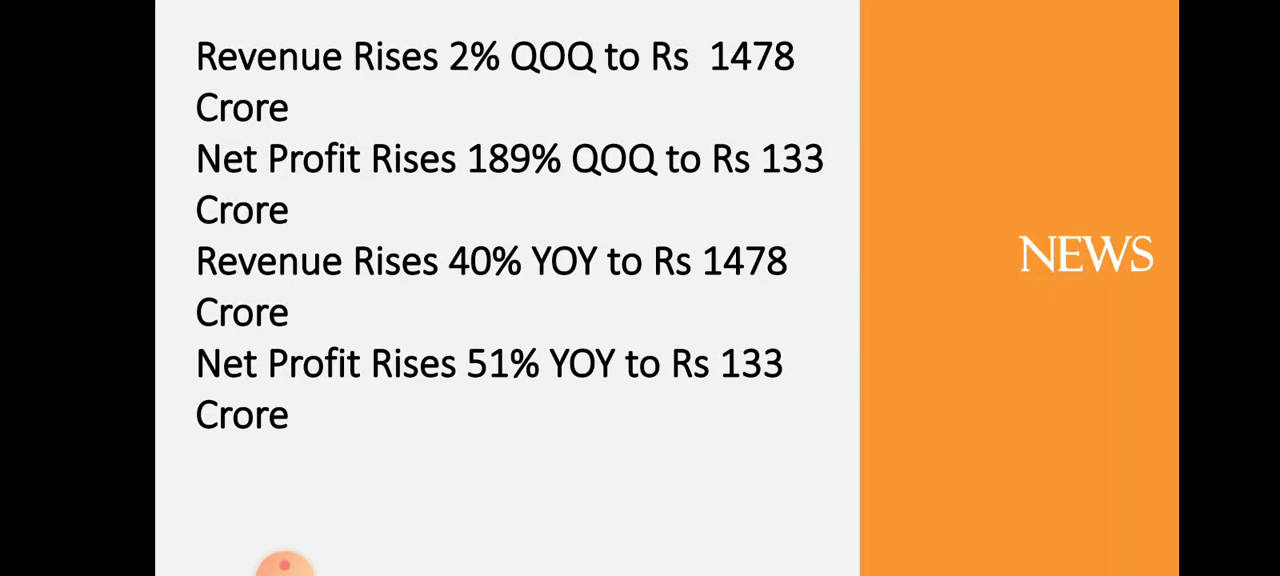 Revenue Rises 2% QOQ to Rs  1478
Crore
Net Profit Rises 189% QOQ to Rs 133
Crore
Revenue Rises 40% YOY to Rs 1478
Crore
Net Profit Rises 51% YOY to Rs 133
Crore
NEWS